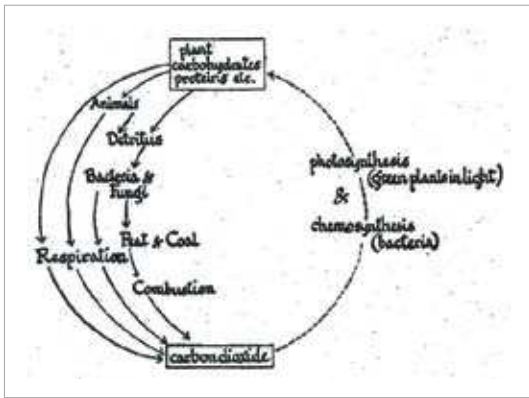 plant
carbohydrates
proteins etc.
Animals
Detritus
Bacteria &
Fungi
Peat & Coal
Respiration
Combustion
carbon dioxide
photosynthesis
(green plants in light)
&
chemosynthesis
(bacteria)